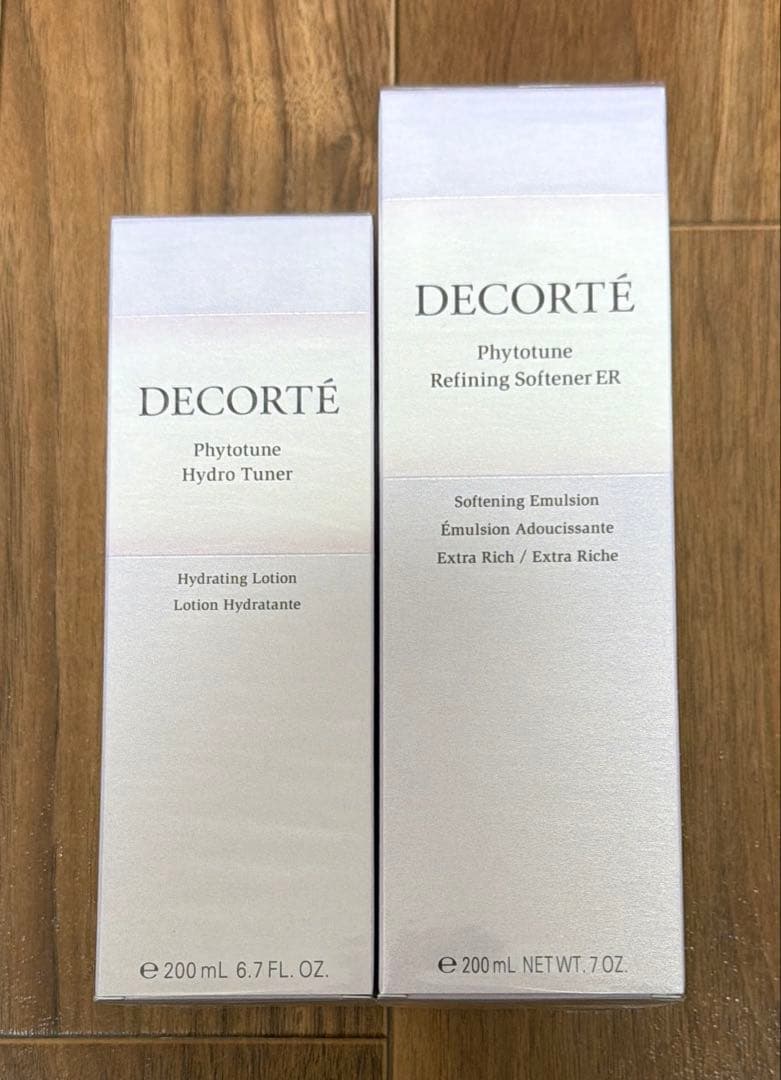 DECORTÉ
Phytotune
Hydro Tuner
Hydrating Lotion
Lotion Hydratante
℮ 200 mL 6.7 FL. OZ.
DECORTÉ
Phytotune
Refining Softener ER
Softening Emulsion
Émulsion Adoucissante
Extra Rich / Extra Riche
℮ 200 mL NET WT. 7 OZ.